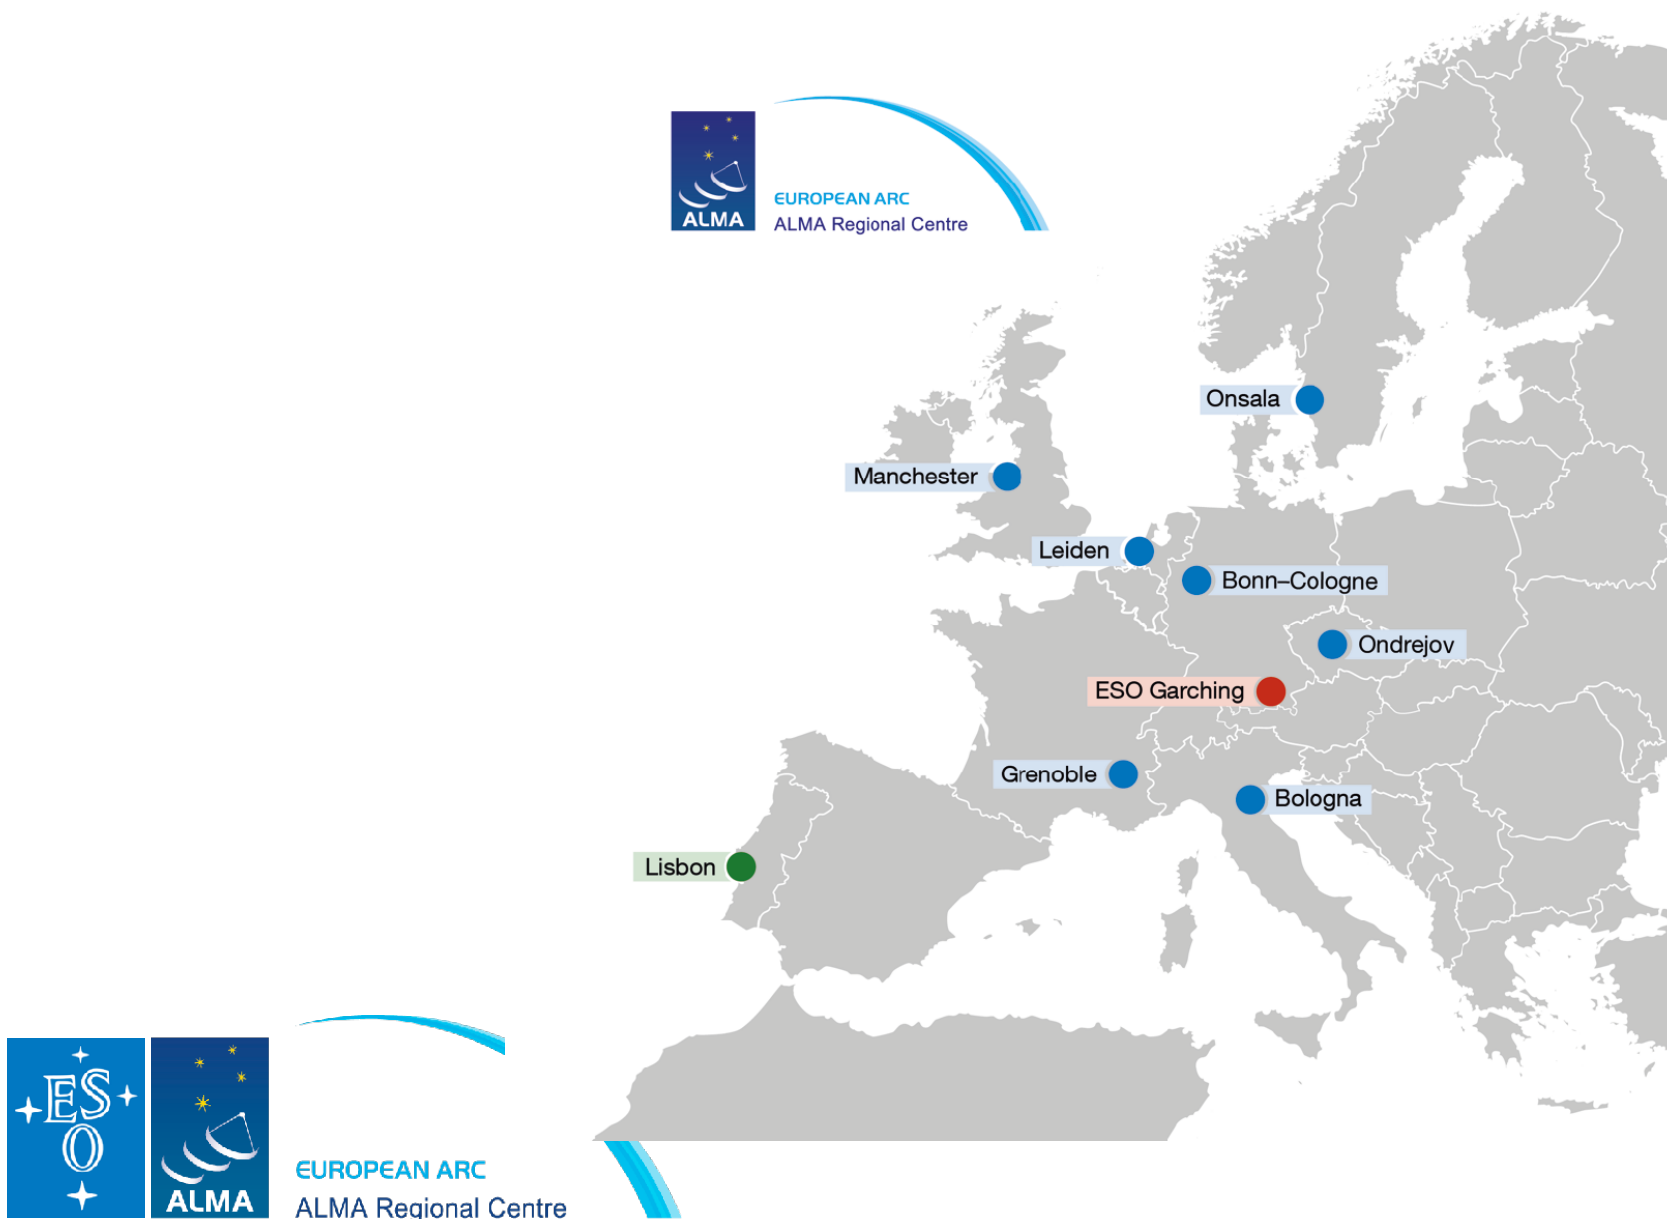 ALMA
EUROPEAN ARC
ALMA Regional Centre
Onsala
Manchester
Leiden
Bonn–Cologne
Ondrejov
ESO Garching
Grenoble
Bologna
Lisbon
ES
O
ALMA
EUROPEAN ARC
ALMA Regional Centre